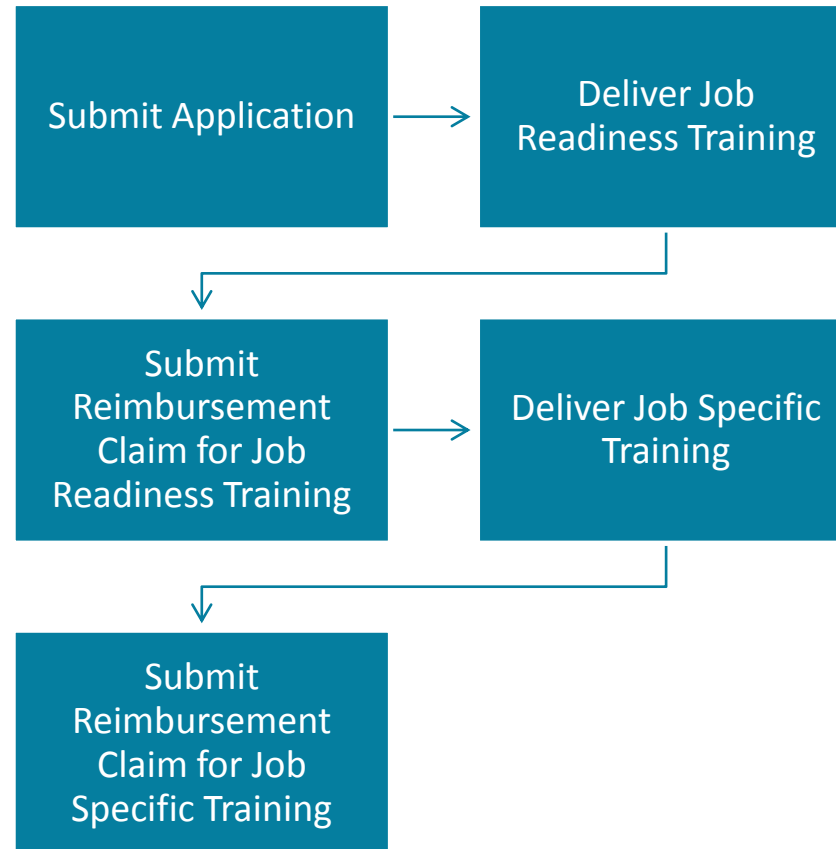 Submit Application
Deliver Job
Readiness Training
Submit
Reimbursement
Claim for Job
Readiness Training
Deliver Job Specific
Training
Submit
Reimbursement
Claim for Job
Specific Training